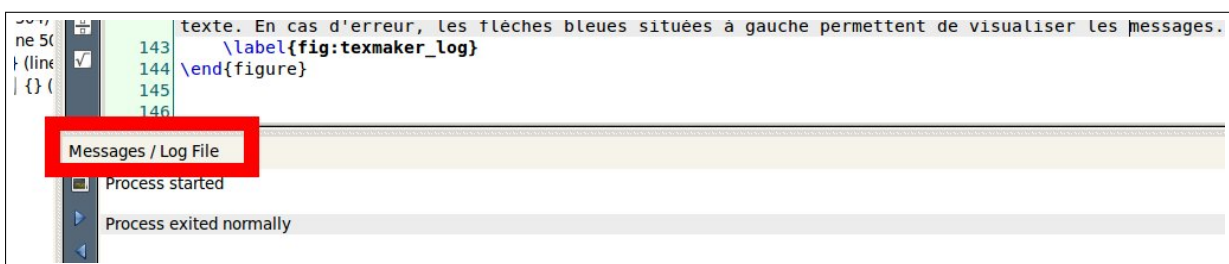 texte. En cas d'erreur, les flèches bleues situées à gauche permettent de visualiser les messages.
ne 50
143 \label{fig:texmaker_log}
(line
144 \end{figure}
{} (
145
146
Messages / Log File
Process started
Process exited normally